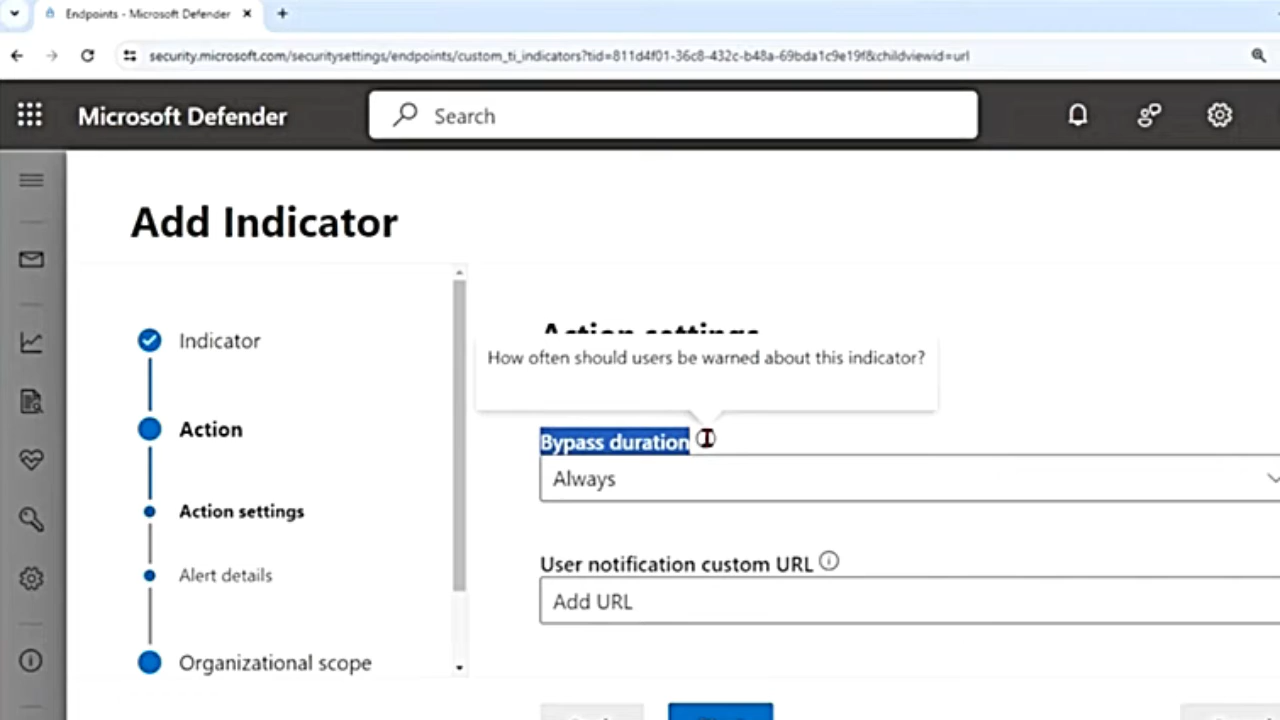 Endpoints - Microsoft Defender
security.microsoft.com/securitysettings/endpoints/custom_ti_indicators?tid=811d4f01-36c8-432c-b48a-69bda1c9e19f&childviewid=url
Microsoft Defender
Search
Add Indicator
Indicator
Action
Action settings
Alert details
Organizational scope
Action settings
How often should users be warned about this indicator?
Bypass duration
Always
User notification custom URL
Add URL